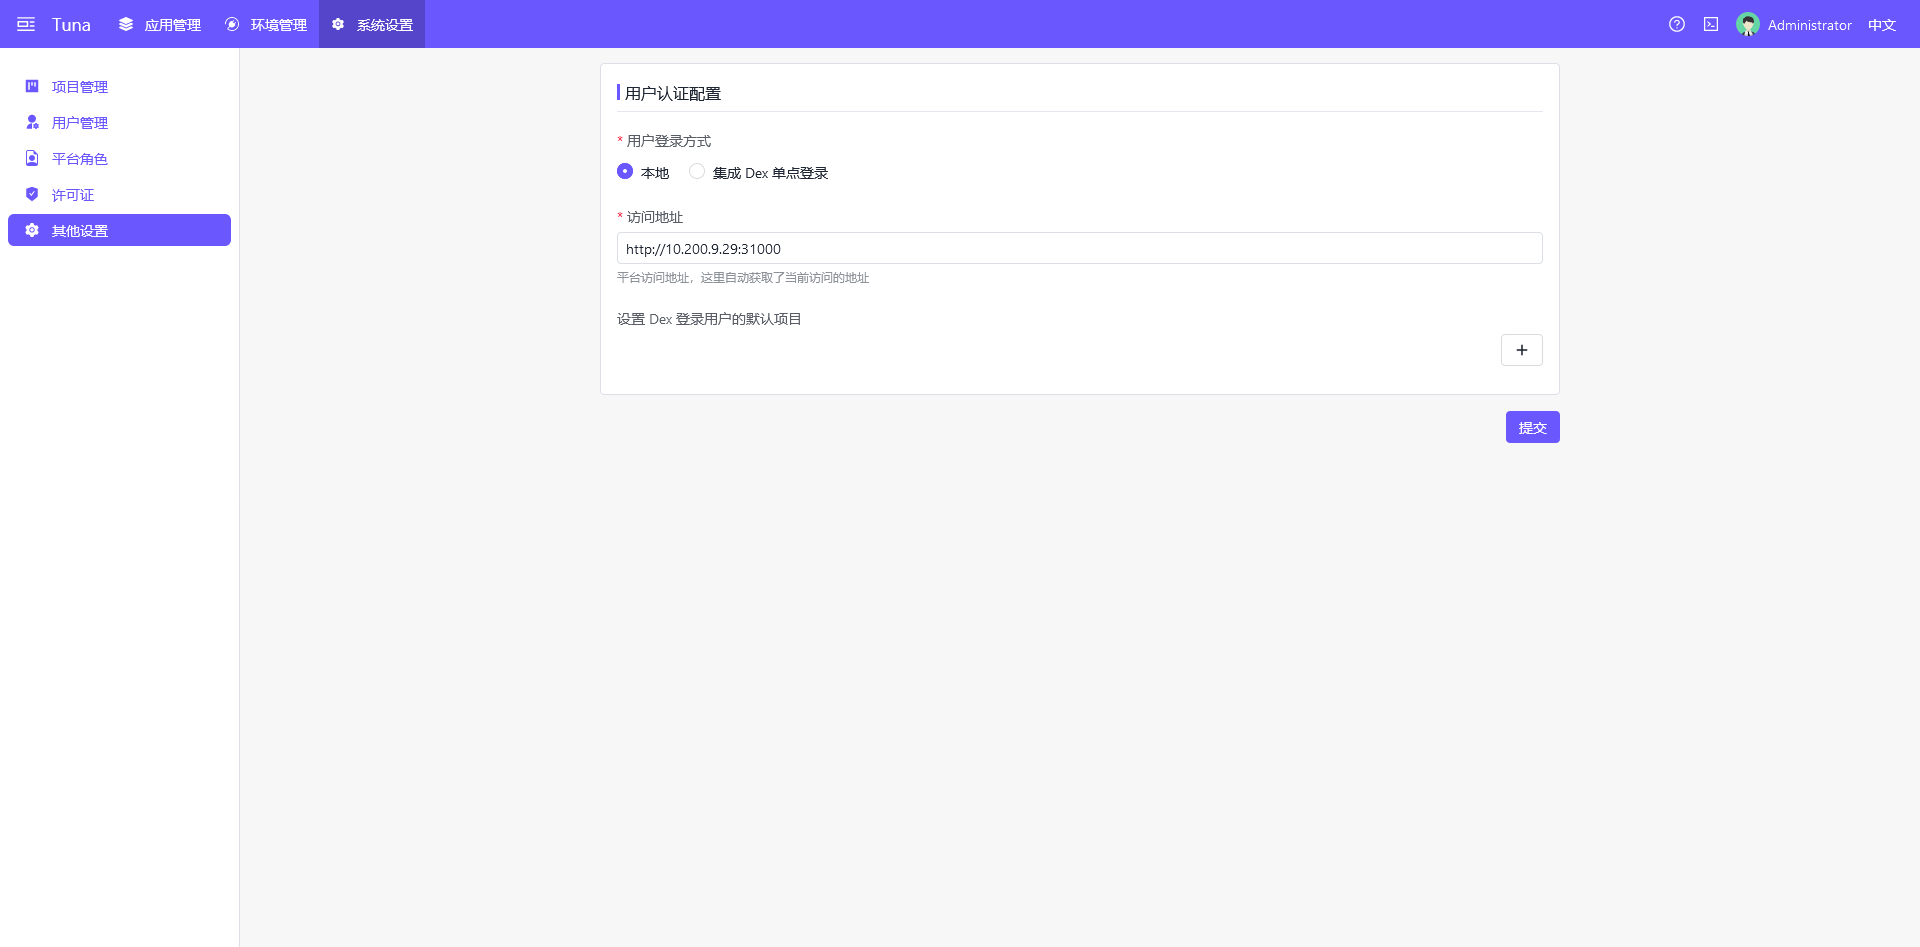 Tuna 应用管理 环境管理 系统设置 Administrator 中文
项目管理
用户管理
平台角色
许可证
其他设置
用户认证配置
* 用户登录方式
本地 集成 Dex 单点登录
* 访问地址
http://10.200.9.29:31000
平台访问地址，这里自动获取了当前访问的地址
设置 Dex 登录用户的默认项目
提交